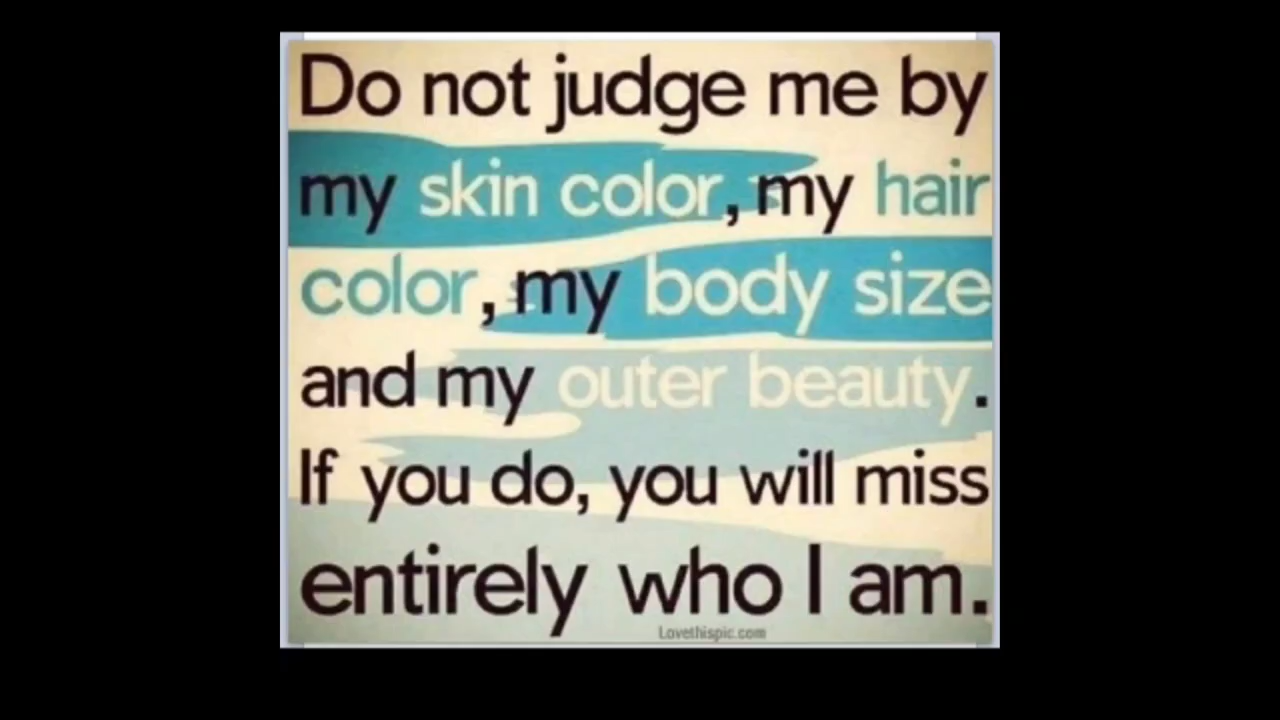 Do not judge me by
my skin color, my hair
color, my body size
and my outer beauty.
If you do, you will miss
entirely who I am.
Lovethispic.com